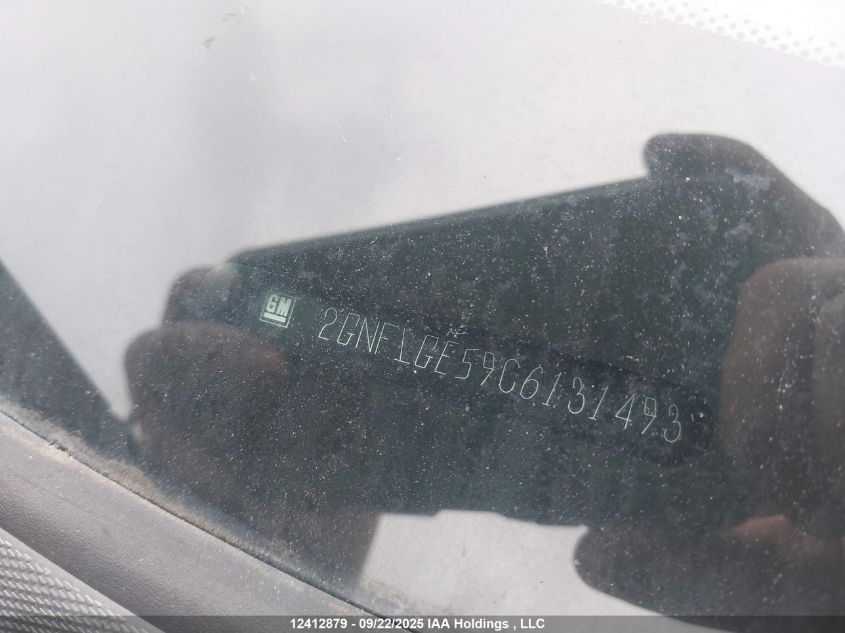 GM 2GNFLGE59C6131493
12412879 - 09/22/2025 IAA Holdings , LLC